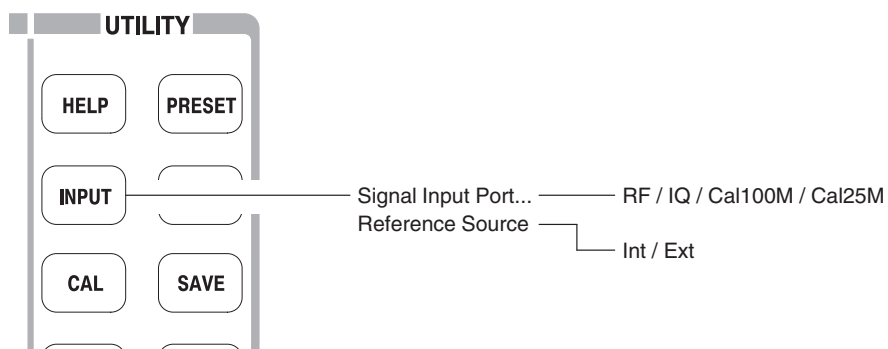 UTILITY
HELP PRESET
INPUT Signal Input Port... RF / IQ / Cal100M / Cal25M
Reference Source
Int / Ext
CAL SAVE